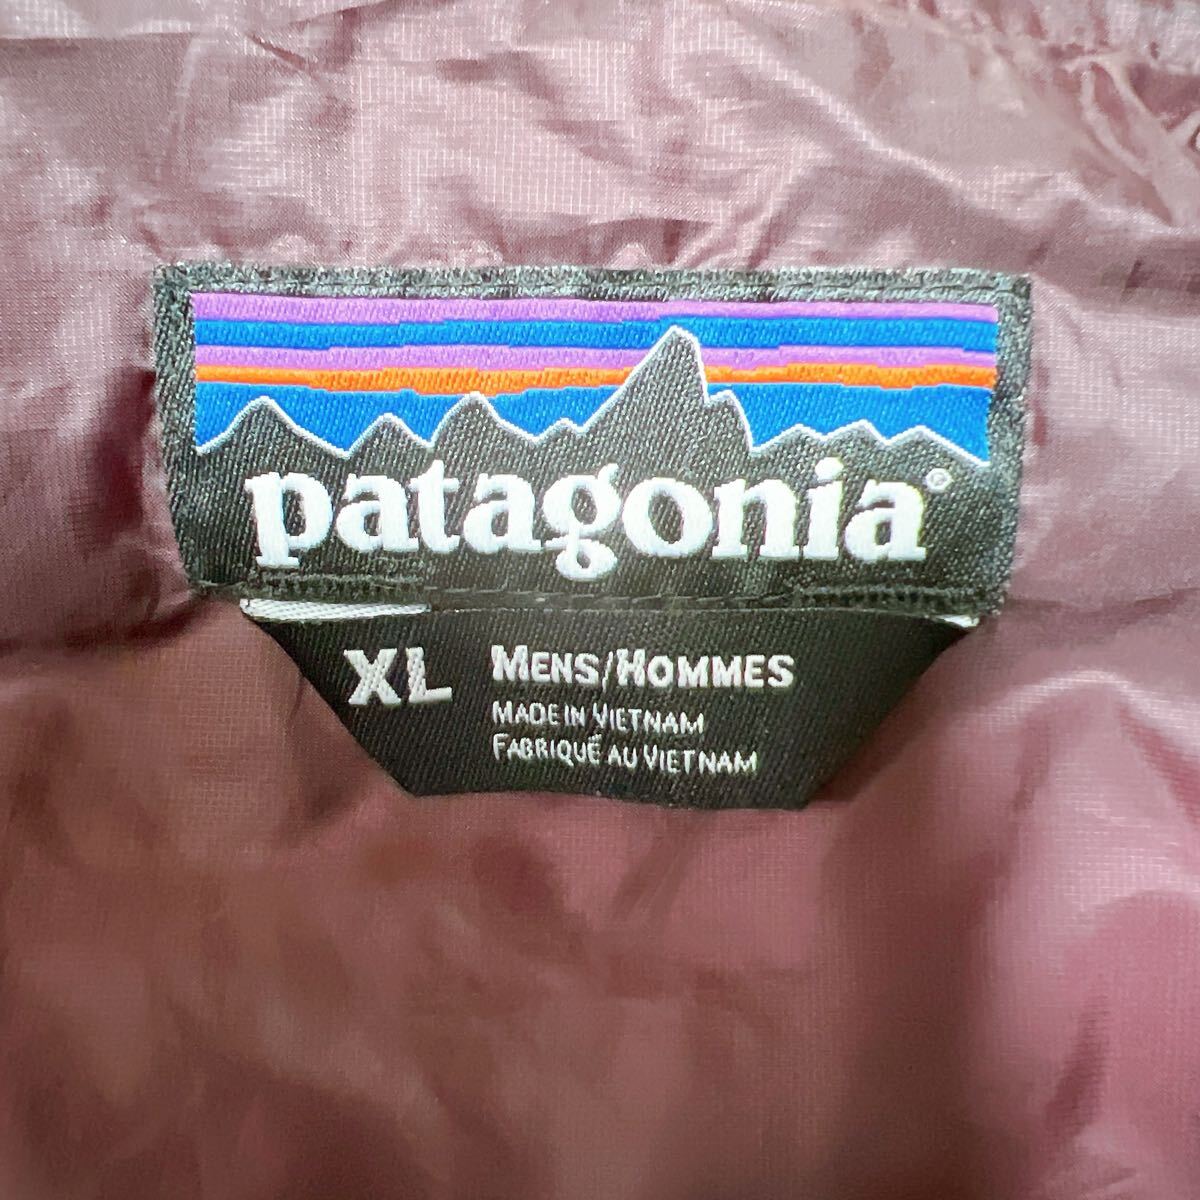 patagonia®
XL MENS/HOMMES
MADE IN VIETNAM
FABRIQUÉ AU VIETNAM